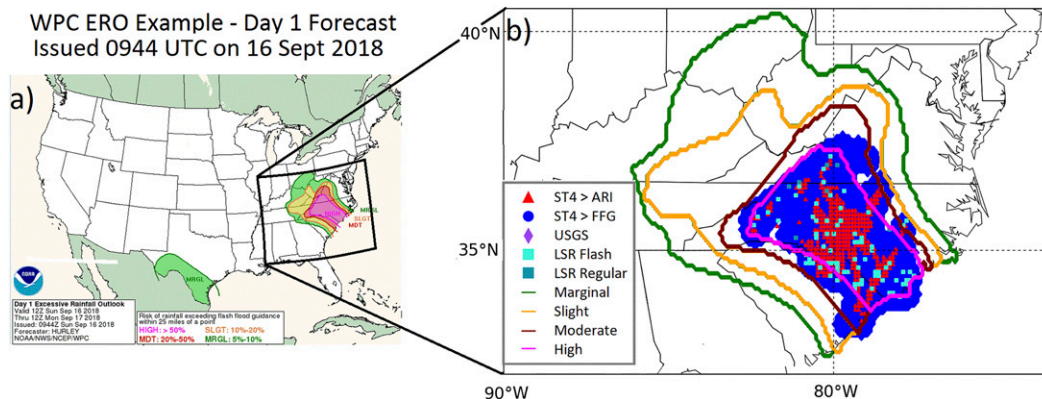 WPC ERO Example - Day 1 Forecast
Issued 0944 UTC on 16 Sept 2018
a)
MRGL
HIGH
MRGL
SLGT
MDT
NOAA
Day 1 Excessive Rainfall Outlook
Valid 12Z Sun Sep 16 2018
Thru 12Z Mon Sep 17 2018
Issued: 0944Z Sun Sep 16 2018
Forecaster: HURLEY
NOAA/NWS/NCEP/WPC
Risk of rainfall exceeding flash flood guidance
within 25 miles of a point
HIGH: > 50% SLGT: 10%-20%
MDT: 20%-50% MRGL: 5%-10%
b)
40°N
35°N
90°W
80°W
ST4 > ARI
ST4 > FFG
USGS
LSR Flash
LSR Regular
Marginal
Slight
Moderate
High